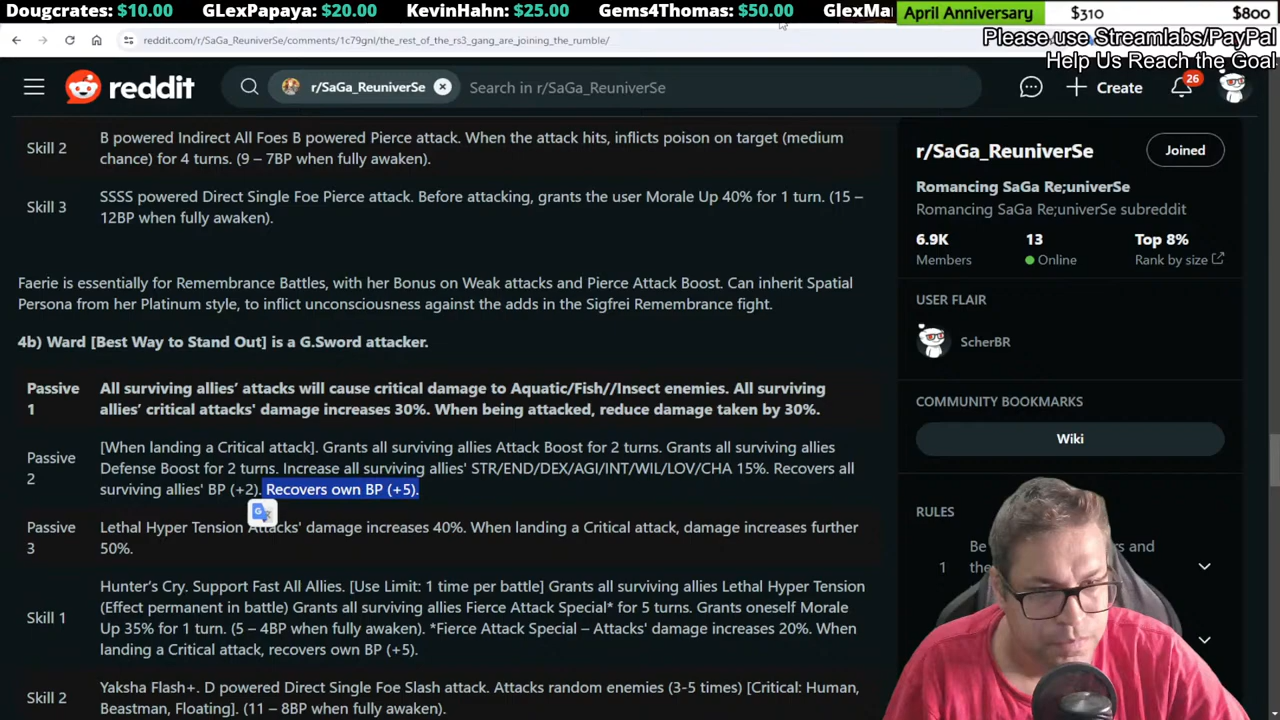 Dougcrates: $10.00 GLexPapaya: $20.00 KevinHahn: $25.00 Gems4Thomas: $50.00 GlexMa
April Anniversary $310 $800
Please use Streamlabs/PayPal
Help Us Reach the Goal
reddit.com/r/SaGa_ReuniverSe/comments/1c79gnl/the_rest_of_the_rs3_gang_are_joining_the_rumble/
reddit r/SaGa_ReuniverSe Search in r/SaGa_ReuniverSe Create 26
Skill 2
B powered Indirect All Foes B powered Pierce attack. When the attack hits, inflicts poison on target (medium
chance) for 4 turns. (9 – 7BP when fully awaken).
Skill 3
SSSS powered Direct Single Foe Pierce attack. Before attacking, grants the user Morale Up 40% for 1 turn. (15 –
12BP when fully awaken).
Faerie is essentially for Remembrance Battles, with her Bonus on Weak attacks and Pierce Attack Boost. Can inherit Spatial
Persona from her Platinum style, to inflict unconsciousness against the adds in the Sigfrei Remembrance fight.
4b) Ward [Best Way to Stand Out] is a G.Sword attacker.
Passive
1
All surviving allies’ attacks will cause critical damage to Aquatic/Fish//Insect enemies. All surviving
allies’ critical attacks' damage increases 30%. When being attacked, reduce damage taken by 30%.
Passive
2
[When landing a Critical attack]. Grants all surviving allies Attack Boost for 2 turns. Grants all surviving allies
Defense Boost for 2 turns. Increase all surviving allies' STR/END/DEX/AGI/INT/WIL/LOV/CHA 15%. Recovers all
surviving allies' BP (+2). Recovers own BP (+5).
Passive
3
Lethal Hyper Tension Attacks' damage increases 40%. When landing a Critical attack, damage increases further
50%.
Skill 1
Hunter’s Cry. Support Fast All Allies. [Use Limit: 1 time per battle] Grants all surviving allies Lethal Hyper Tension
(Effect permanent in battle) Grants all surviving allies Fierce Attack Special* for 5 turns. Grants oneself Morale
Up 35% for 1 turn. (5 – 4BP when fully awaken). *Fierce Attack Special – Attacks' damage increases 20%. When
landing a Critical attack, recovers own BP (+5).
Skill 2
Yaksha Flash+. D powered Direct Single Foe Slash attack. Attacks random enemies (3-5 times) [Critical: Human,
Beastman, Floating]. (11 – 8BP when fully awaken).
r/SaGa_ReuniverSe Joined
Romancing SaGa Re;univerSe
Romancing SaGa Re;univerSe subreddit
6.9K 13 Top 8%
Members Online Rank by size
USER FLAIR
ScherBR
COMMUNITY BOOKMARKS
Wiki
RULES
Be
1